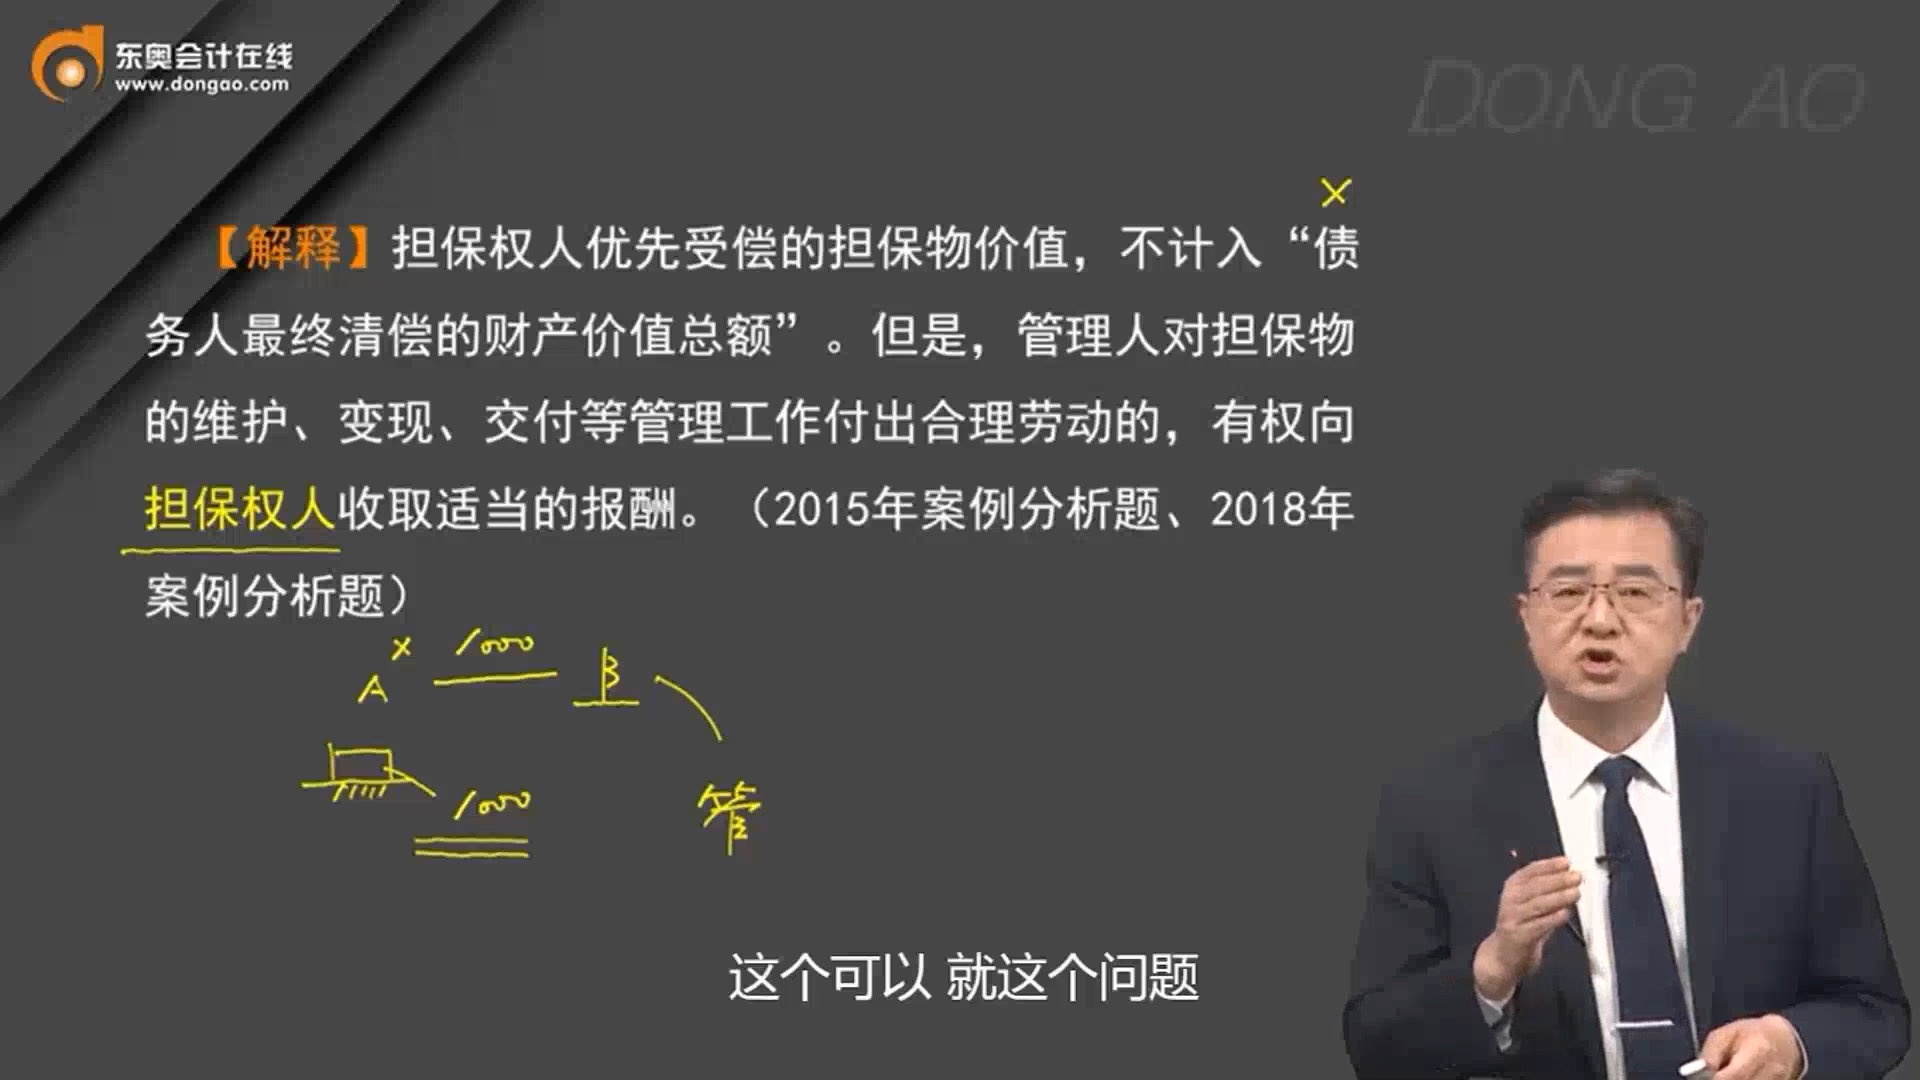 东奥会计在线
www.dongao.com
DONG AO
×
【解释】担保权人优先受偿的担保物价值，不计入“债
务人最终清偿的财产价值总额”。但是，管理人对担保物
的维护、变现、交付等管理工作付出合理劳动的，有权向
担保权人收取适当的报酬。（2015年案例分析题、2018年
案例分析题）
A × 1000 B
1000 管
这个可以 就这个问题